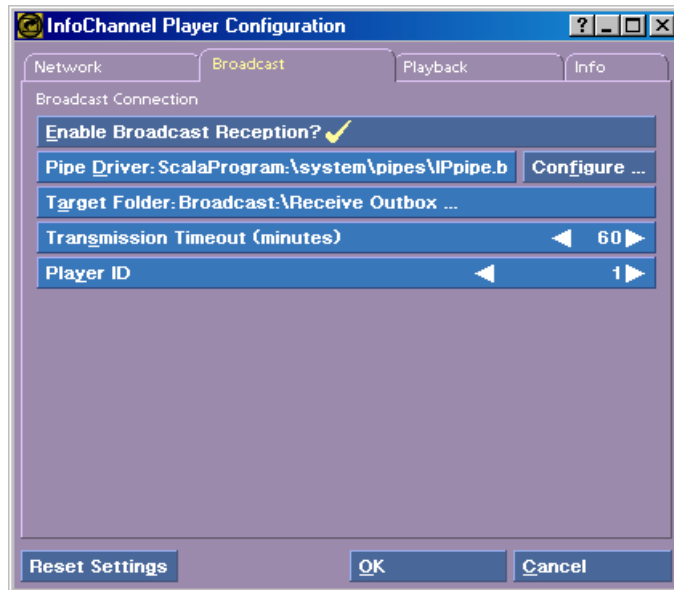 InfoChannel Player Configuration
Network Broadcast Playback Info
Broadcast Connection
Enable Broadcast Reception?
Pipe Driver: ScalaProgram:\system\pipes\IPpipe.b Configure ...
Target Folder: Broadcast:\Receive Outbox ...
Transmission Timeout (minutes) 60
Player ID 1
Reset Settings OK Cancel